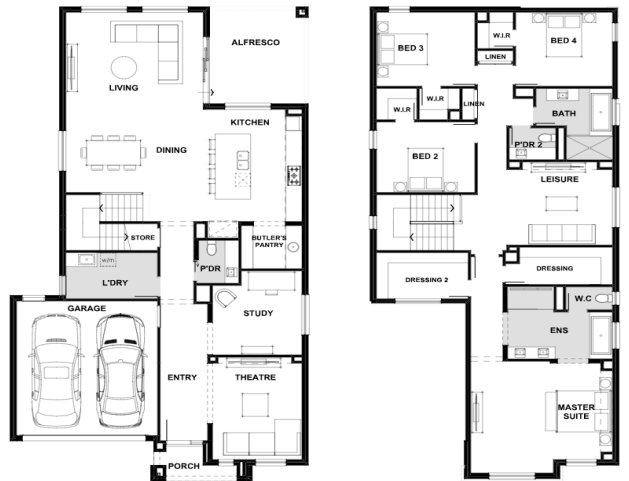 ALFRESCO
LIVING
KITCHEN
DINING
STORE
BUTLER'S
PANTRY
w/m
P'DR
L'DRY
GARAGE
STUDY
ENTRY
THEATRE
PORCH
BED 3
W.I.R
BED 4
LINEN
W.I.R
W.I.R
LINEN
BATH
P'DR 2
BED 2
LEISURE
DRESSING 2
DRESSING
W.C
ENS
MASTER
SUITE